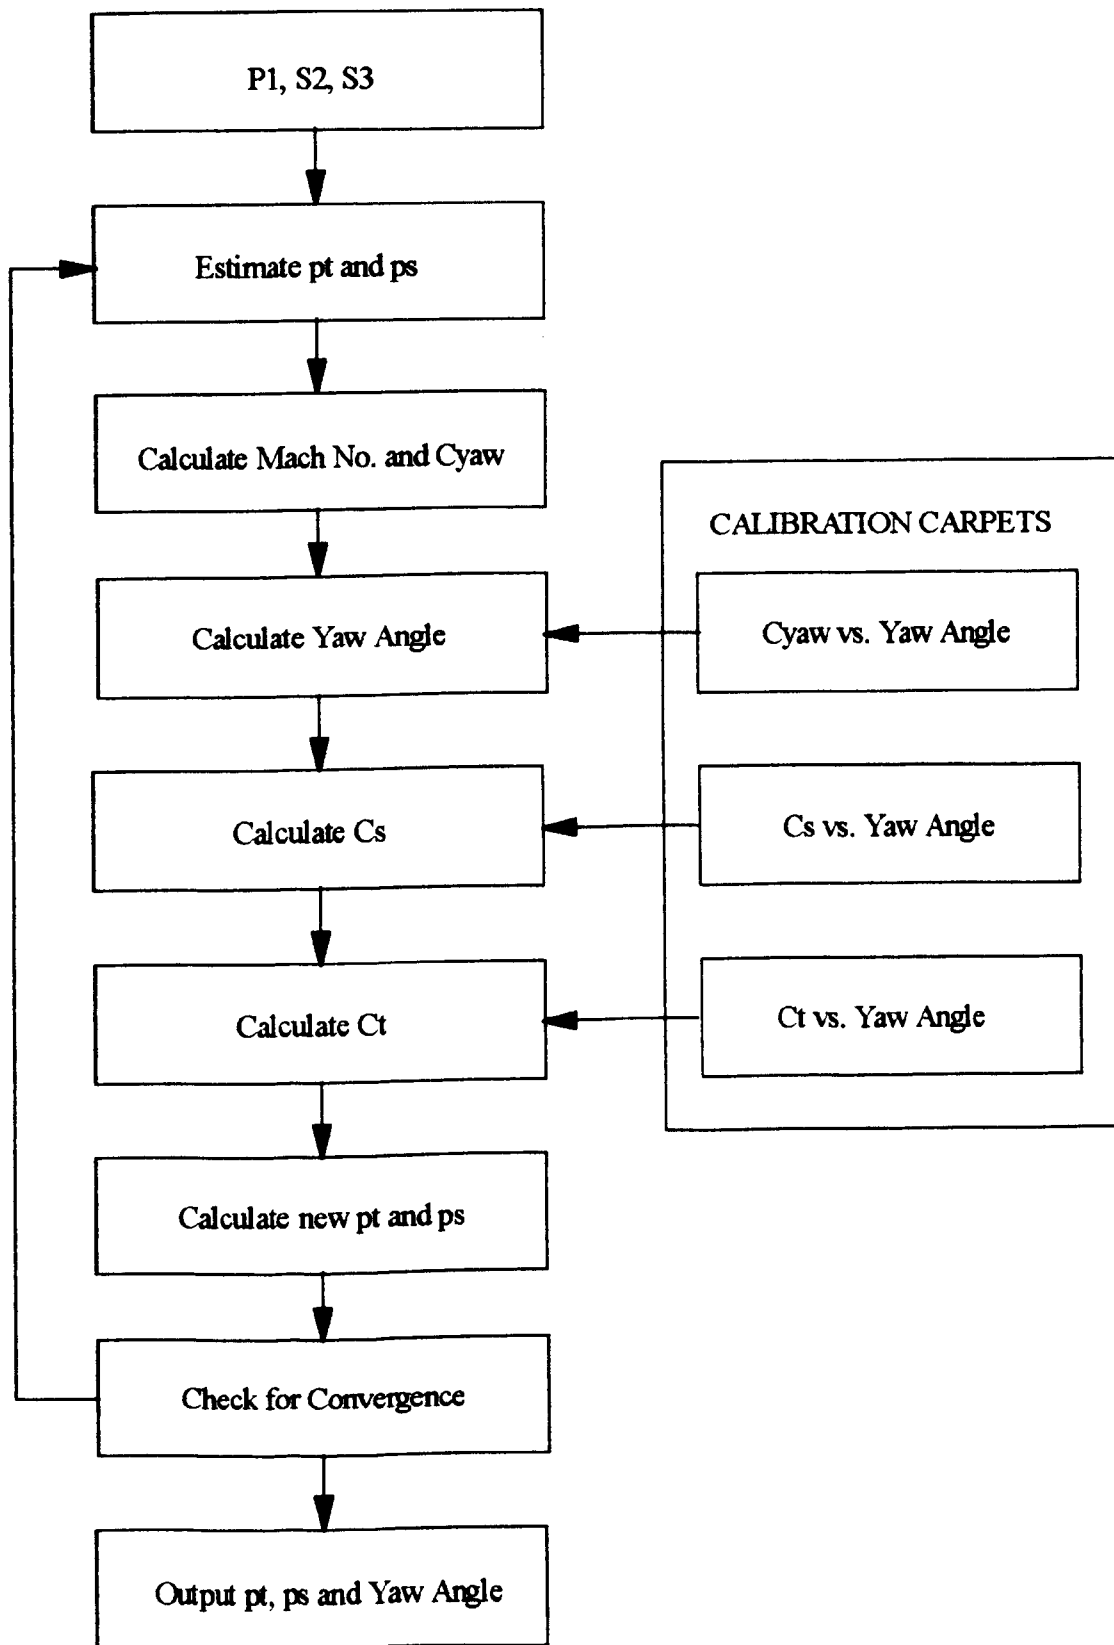 P1, S2, S3
Estimate pt and ps
Calculate Mach No. and Cyaw
CALIBRATION CARPETS
Calculate Yaw Angle
Cyaw vs. Yaw Angle
Calculate Cs
Cs vs. Yaw Angle
Calculate Ct
Ct vs. Yaw Angle
Calculate new pt and ps
Check for Convergence
Output pt, ps and Yaw Angle